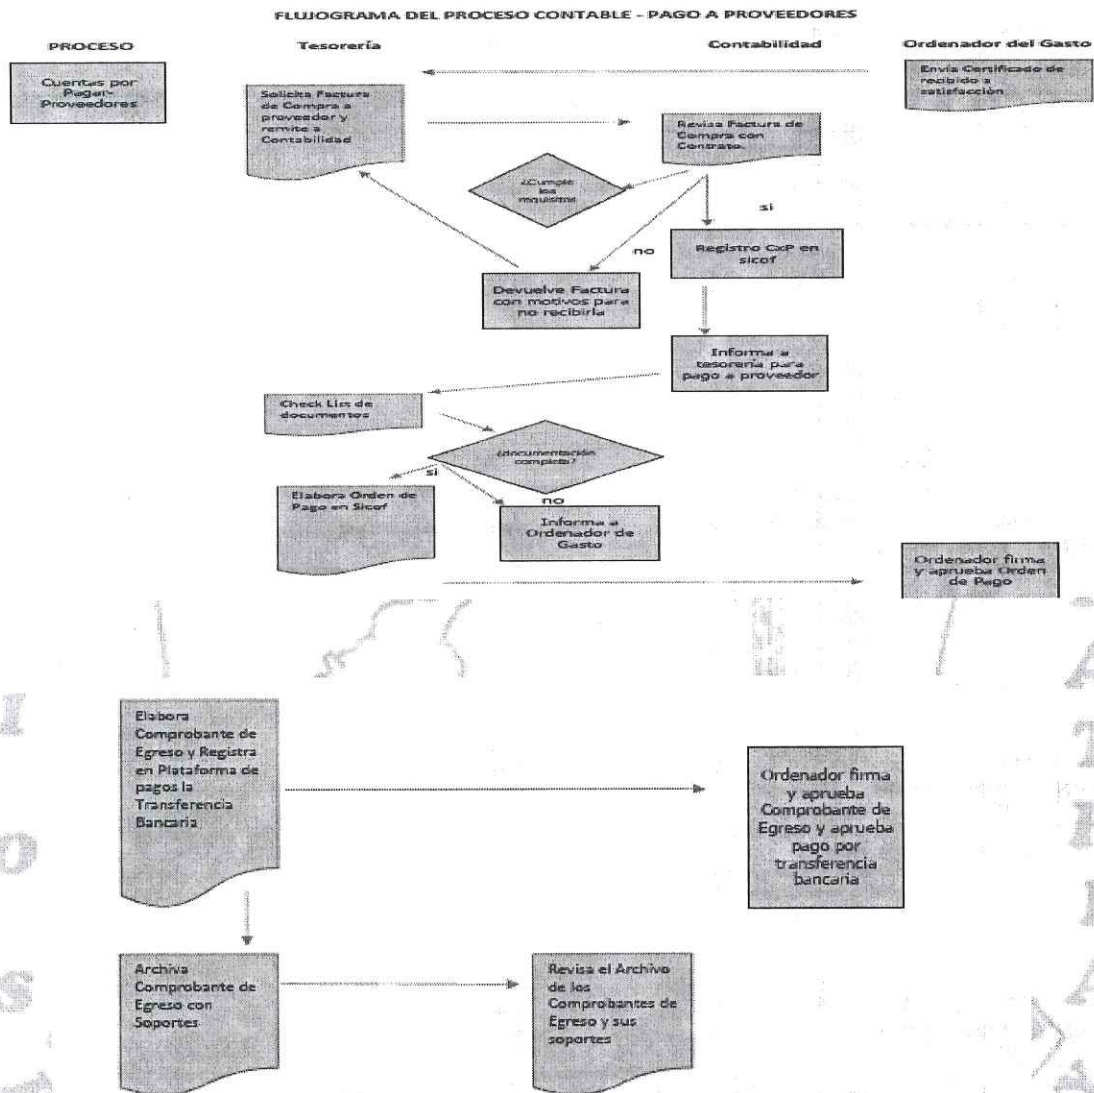 FLUJOGRAMA DEL PROCESO CONTABLE - PAGO A PROVEEDORES
PROCESO
Tesorería
Contabilidad
Ordenador del Gasto
Cuentas por
Pagar-
Proveedores
Envía Certificado de
recibido a
satisfacción
Solicita Factura
de Compra a
proveedor y
remite a
Contabilidad
Revisa Factura de
Compra con
Contrato.
¿Cumple
los
requisitos
si
no
Registro CxP en
sicof
Devuelve Factura
con motivos para
no recibirla
Informa a
tesorería para
pago a proveedor
Check List de
documentos
¿documentación
completa?
si
no
Elabora Orden de
Pago en Sicof
Informa a
Ordenador de
Gasto
Ordenador firma
y aprueba Orden
de Pago
Elabora
Comprobante de
Egreso y Registra
en Plataforma de
pagos la
Transferencia
Bancaria
Ordenador firma
y aprueba
Comprobante de
Egreso y aprueba
pago por
transferencia
bancaria
Archiva
Comprobante de
Egreso con
Soportes
Revisa el Archivo
de los
Comprobantes de
Egreso y sus
soportes